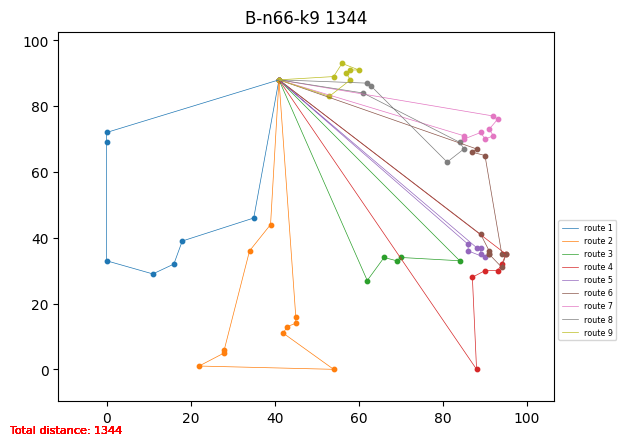 B-n66-k9 1344
100
80
60
40
20
0
0 20 40 60 80 100
route 1
route 2
route 3
route 4
route 5
route 6
route 7
route 8
route 9
Total distance: 1344